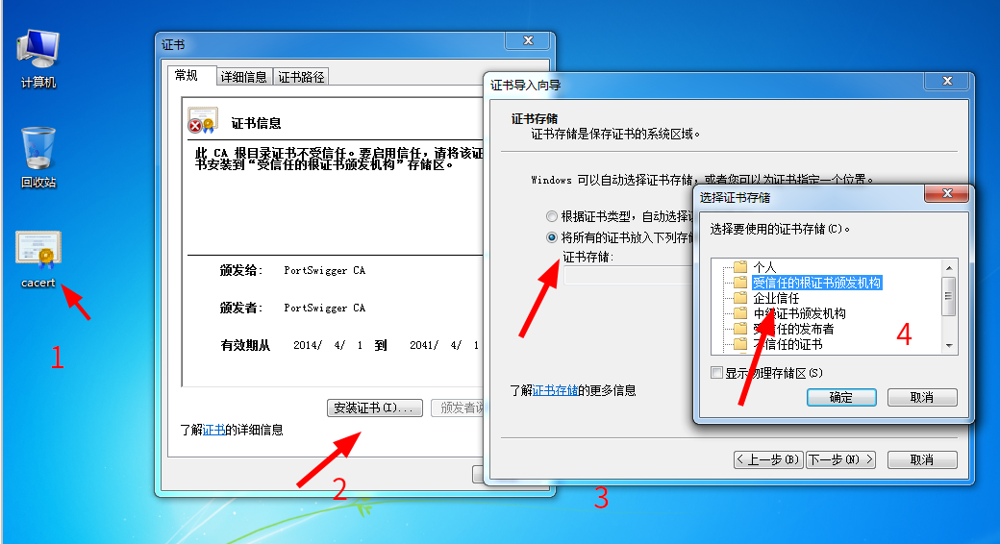 计算机
回收站
cacert
1
证书
常规
详细信息
证书路径
证书信息
此 CA 根目录证书不受信任。要启用信任，请将该证
书安装到“受信任的根证书颁发机构”存储区。
颁发给： PortSwigger CA
颁发者： PortSwigger CA
有效期从 2014/ 4/ 1 到 2041/ 4/ 1
安装证书(I)...
颁发者
了解证书的详细信息
2
证书导入向导
证书存储
证书存储是保存证书的系统区域。
Windows 可以自动选择证书存储，或者您可以为证书指定一个位置。
根据证书类型，自动选择
将所有的证书放入下列存储
证书存储:
了解证书存储的更多信息
< 上一步(B)
下一步(N) >
取消
3
选择证书存储
选择要使用的证书存储(C)。
个人
受信任的根证书颁发机构
企业信任
中级证书颁发机构
受信任的发布者
不信任的证书
显示物理存储区(S)
确定
取消
4